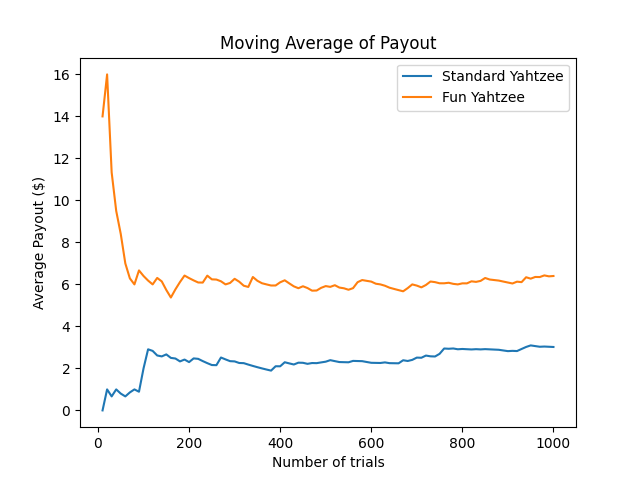 Moving Average of Payout
Standard Yahtzee
Fun Yahtzee
Average Payout ($)
16
14
12
10
8
6
4
2
0
0 200 400 600 800 1000
Number of trials